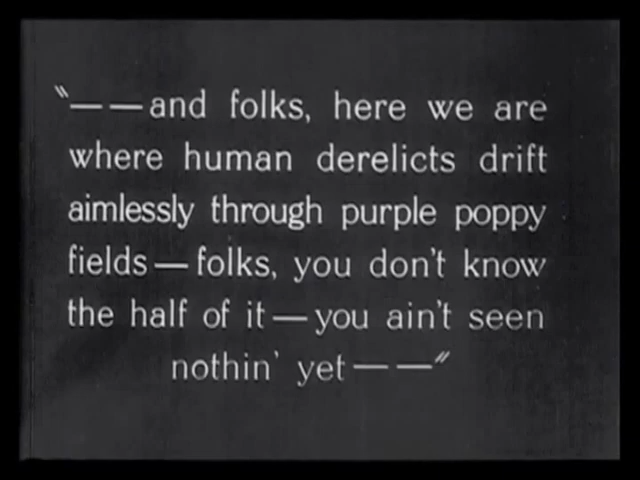 "— —and folks, here we are
where human derelicts drift
aimlessly through purple poppy
fields—folks, you don't know
the half of it—you ain't seen
nothin' yet— —"